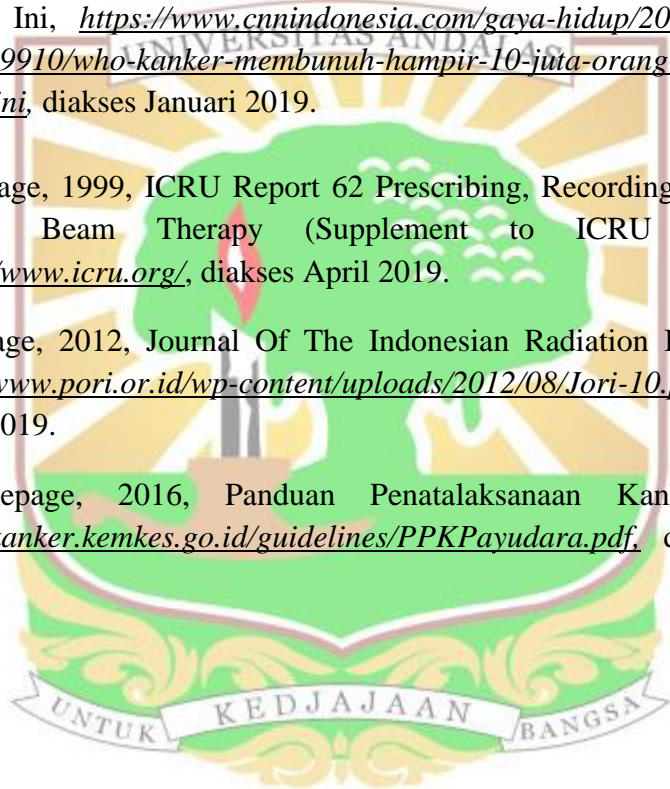 Ini, https://www.cnnindonesia.com/gaya-hidup/20
UNIVERSITAS ANDALAS
9910/who-kanker-membunuh-hampir-10-juta-orang
ini, diakses Januari 2019.
age, 1999, ICRU Report 62 Prescribing, Recording
Beam Therapy (Supplement to ICRU
/www.icru.org/, diakses April 2019.
age, 2012, Journal Of The Indonesian Radiation
www.pori.or.id/wp-content/uploads/2012/08/Jori-10.
019.
epage, 2016, Panduan Penatalaksanaan Kan
kanker.kemkes.go.id/guidelines/PPKPayudara.pdf,
UNTUK KEDJAJAAN BANGSA